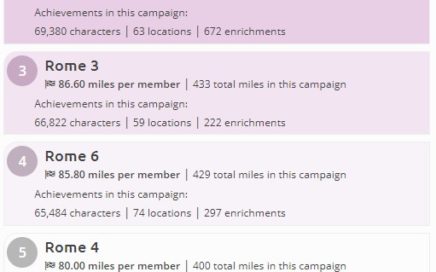 Achievements in this campaign:
69,380 characters | 63 locations | 672 enrichments
3
Rome 3
86.60 miles per member | 433 total miles in this campaign
Achievements in this campaign:
66,822 characters | 59 locations | 222 enrichments
4
Rome 6
85.80 miles per member | 429 total miles in this campaign
Achievements in this campaign:
65,484 characters | 74 locations | 297 enrichments
5
Rome 4
80.00 miles per member | 400 total miles in this campaign